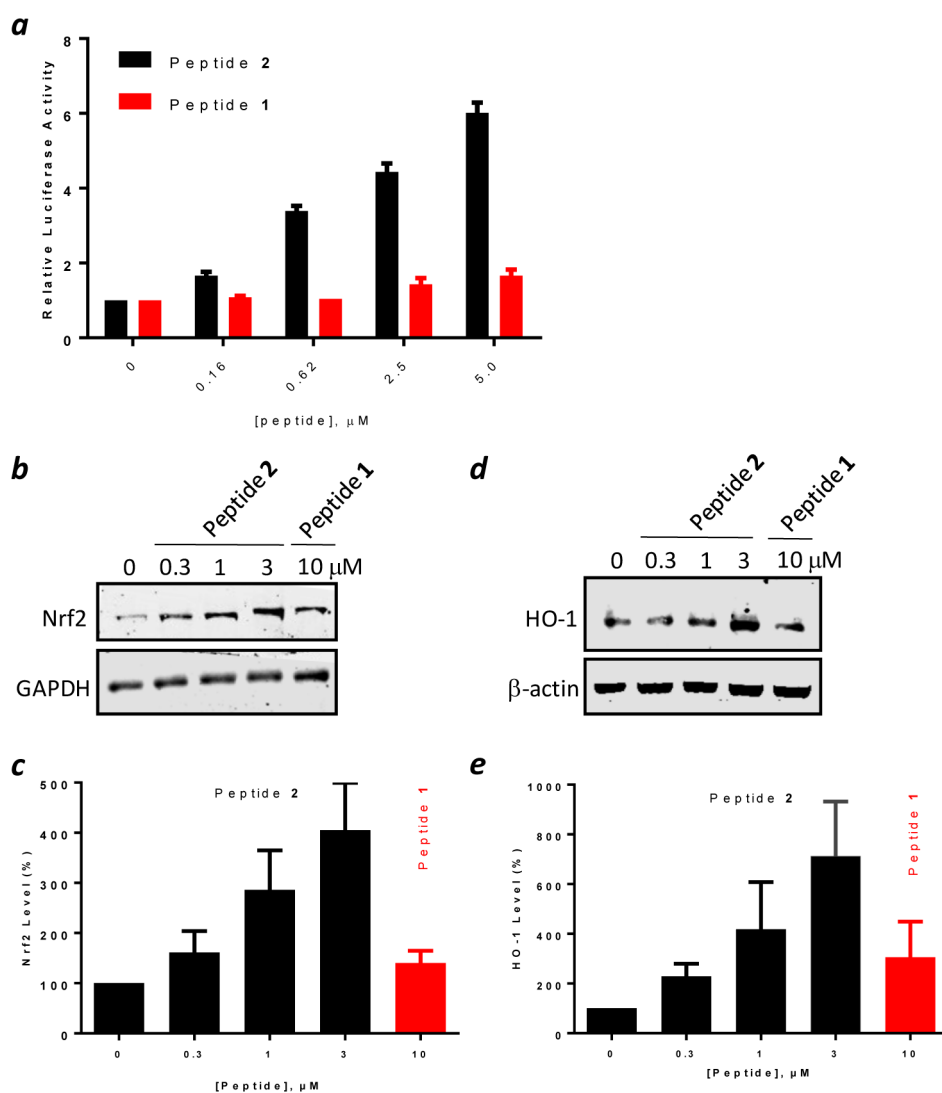 a
8
6
4
2
0
Relative Luciferase Activity
Peptide 2
Peptide 1
0
0.16
0.62
2.5
5.0
[peptide], μM
b
Peptide 2
Peptide 1
0 0.3 1 3 10 μM
Nrf2
GAPDH
d
Peptide 2
Peptide 1
0 0.3 1 3 10 μM
HO-1
β-actin
c
500
400
300
200
100
0
Nrf2 Level(%)
Peptide 2
Peptide 1
0 0.3 1 3 10
[Peptide], μM
e
1000
800
600
400
200
0
HO-1 Level(%)
Peptide 2
Peptide 1
0 0.3 1 3 10
[Peptide], μM